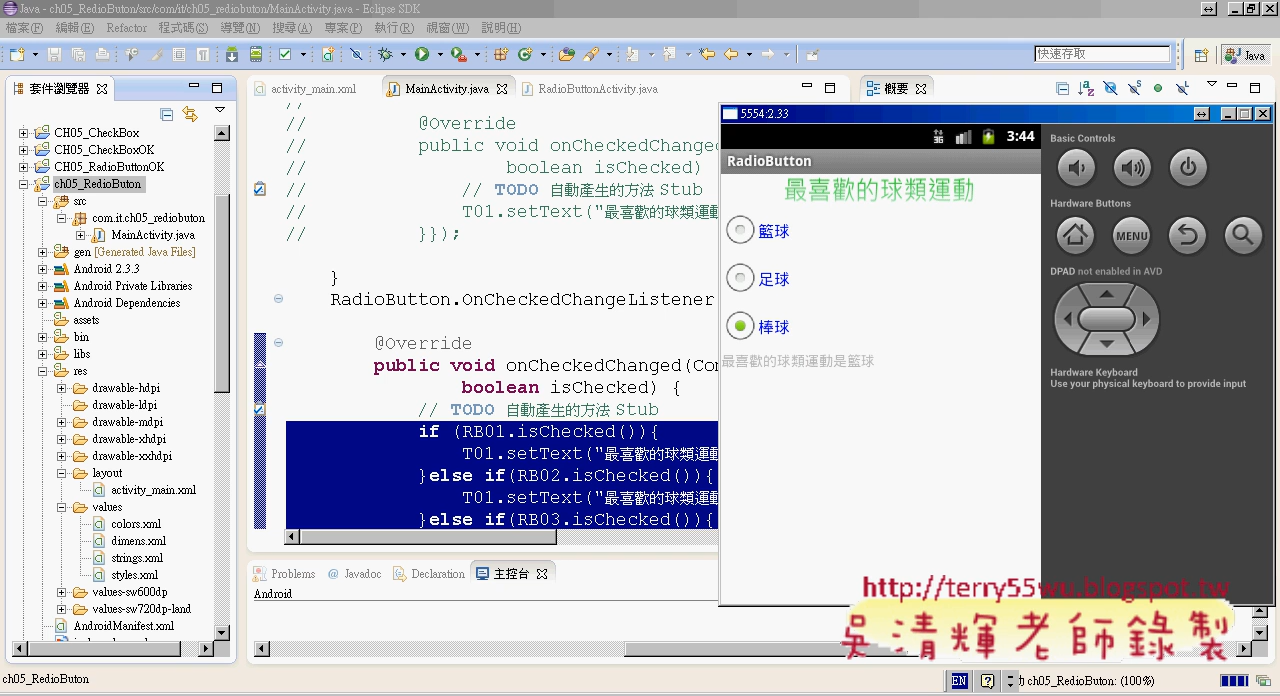 Java - ch05_RedioButon/src/com/it/ch05_rediobuton/MainActivity.java - Eclipse SDK
檔案(F) 編輯(E) Refactor 程式碼(S) 導覽(N) 搜尋(A) 專案(P) 執行(R) 視窗(W) 說明(H)
快速存取
Java
套件瀏覽器
CH05_CheckBox
CH05_CheckBoxOK
CH05_RadioButtonOK
ch05_RedioButon
src
com.it.ch05_rediobuton
MainActivity.java
gen [Generated Java Files]
Android 2.3.3
Android Private Libraries
Android Dependencies
assets
bin
libs
res
drawable-hdpi
drawable-ldpi
drawable-mdpi
drawable-xhdpi
drawable-xxhdpi
layout
activity_main.xml
values
colors.xml
dimens.xml
strings.xml
styles.xml
values-sw600dp
values-sw720dp-land
AndroidManifest.xml
activity_main.xml MainActivity.java RadioButtonActivity.java
//
// @Override
// public void onCheckedChanged
// boolean isChecked)
// // TODO 自動產生的方法 Stub
// T01.setText("最喜歡的球類運動
// }});
}
RadioButton.OnCheckedChangeListener
@Override
public void onCheckedChanged(Co
boolean isChecked) {
// TODO 自動產生的方法 Stub
if (RB01.isChecked()){
T01.setText("最喜歡的球類運動
}else if(RB02.isChecked()){
T01.setText("最喜歡的球類運動
}else if(RB03.isChecked()){
Problems @ Javadoc Declaration 主控台
Android
概要
5554:2.33
3G 3:44
RadioButton
最喜歡的球類運動
籃球
足球
棒球
最喜歡的球類運動是籃球
Basic Controls
Hardware Buttons
MENU
DPAD not enabled in AVD
Hardware Keyboard
Use your physical keyboard to provide input
http://terry55wu.blogspot.tw
吳清輝老師錄製
ch05_RedioButon
EN
ch05_RedioButon: (100%)